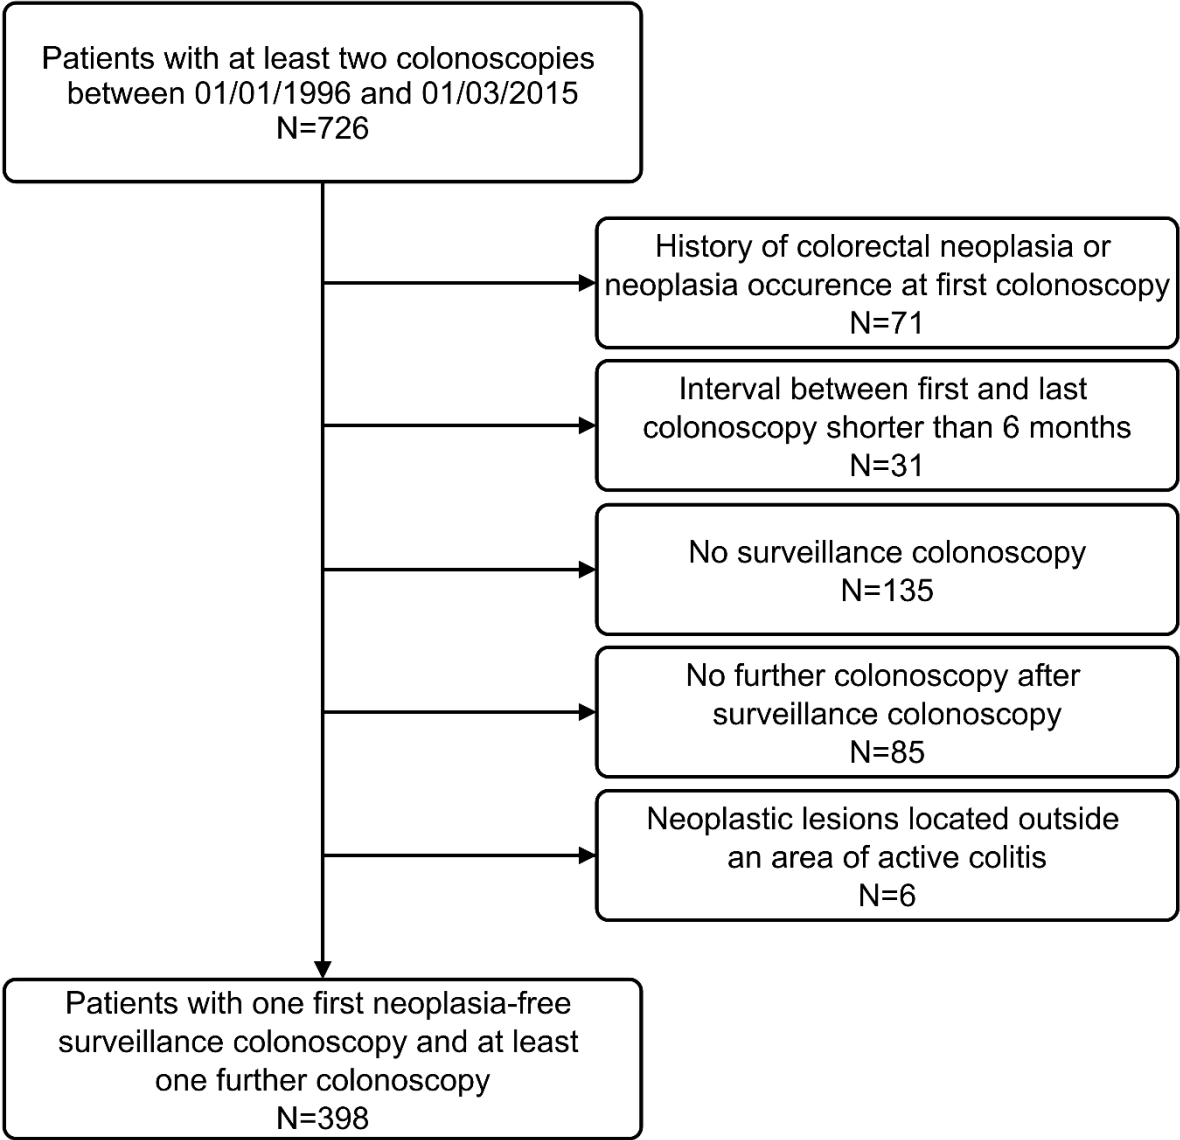 Patients with at least two colonoscopies
between 01/01/1996 and 01/03/2015
N=726
History of colorectal neoplasia or
neoplasia occurence at first colonoscopy
N=71
Interval between first and last
colonoscopy shorter than 6 months
N=31
No surveillance colonoscopy
N=135
No further colonoscopy after
surveillance colonoscopy
N=85
Neoplastic lesions located outside
an area of active colitis
N=6
Patients with one first neoplasia-free
surveillance colonoscopy and at least
one further colonoscopy
N=398